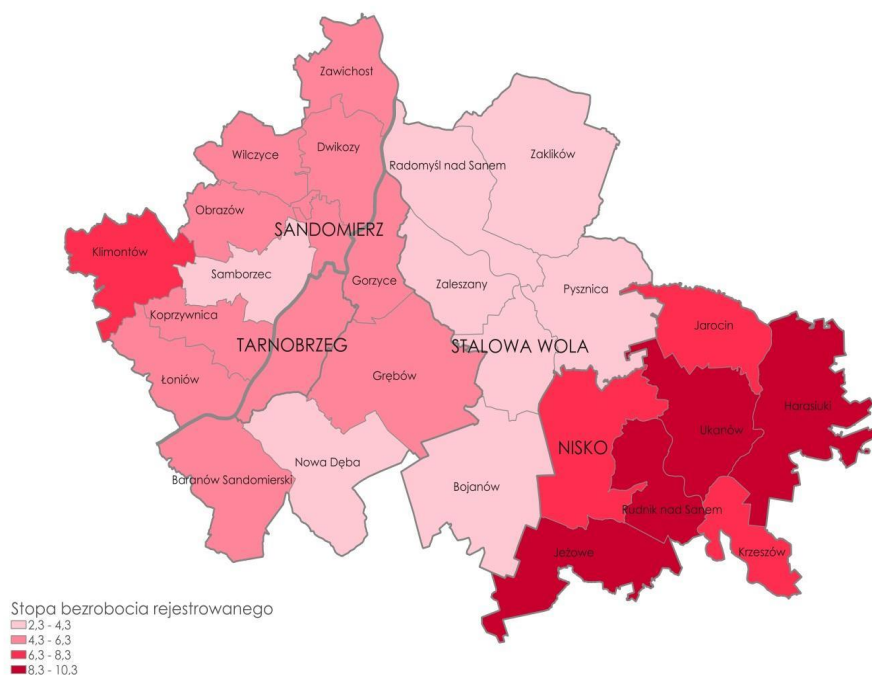 Zawichost
Dwikozy
Wilczyce
Radomyśl nad Sanem
Zaklików
Obrazów
SANDOMIERZ
Klimontów
Samborzec
Gorzyce
Zaleszany
Pysznica
Koprzywnica
TARNOBRZEG
STALOWA WOLA
Jarocin
Łoniów
Grębów
Harasiuki
Ulanów
NISKO
Nowa Dęba
Baranów Sandomierski
Bojanów
Rudnik nad Sanem
Jeżowe
Krzeszów
Stopa bezrobocia rejestrowanego
2,3 - 4,3
4,3 - 6,3
6,3 - 8,3
8,3 - 10,3